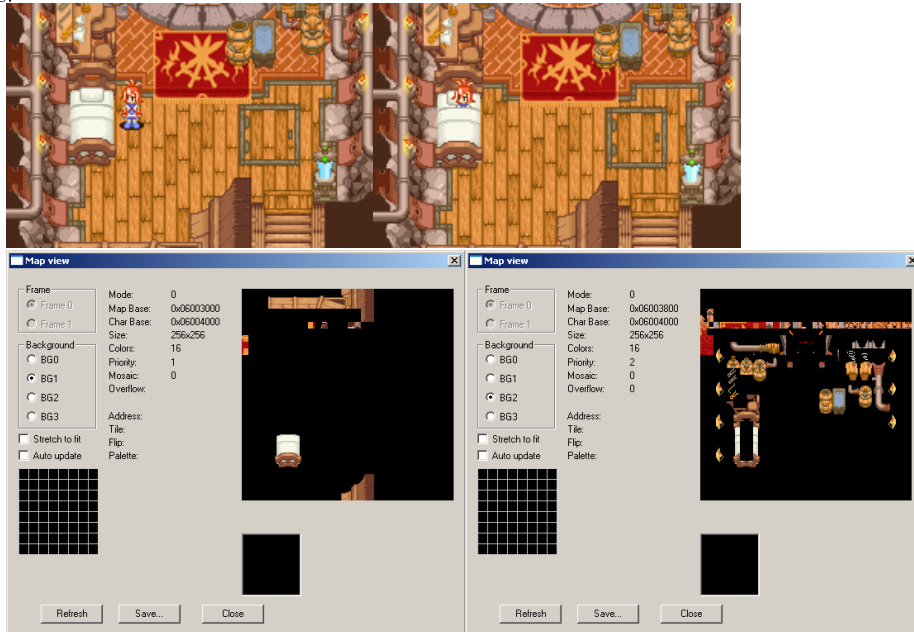 Map view
Frame
Frame 0
Frame 1
Background
BG0
BG1
BG2
BG3
Stretch to fit
Auto update
Mode: 0
Map Base: 0x06003000
Char Base: 0x06004000
Size: 256x256
Colors: 16
Priority: 1
Mosaic: 0
Overflow:
Address:
Tile:
Flip:
Palette:
Refresh
Save...
Close
Map view
Frame
Frame 0
Frame 1
Background
BG0
BG1
BG2
BG3
Stretch to fit
Auto update
Mode: 0
Map Base: 0x06003800
Char Base: 0x06004000
Size: 256x256
Colors: 16
Priority: 2
Mosaic: 0
Overflow: 0
Address:
Tile:
Flip:
Palette:
Refresh
Save...
Close